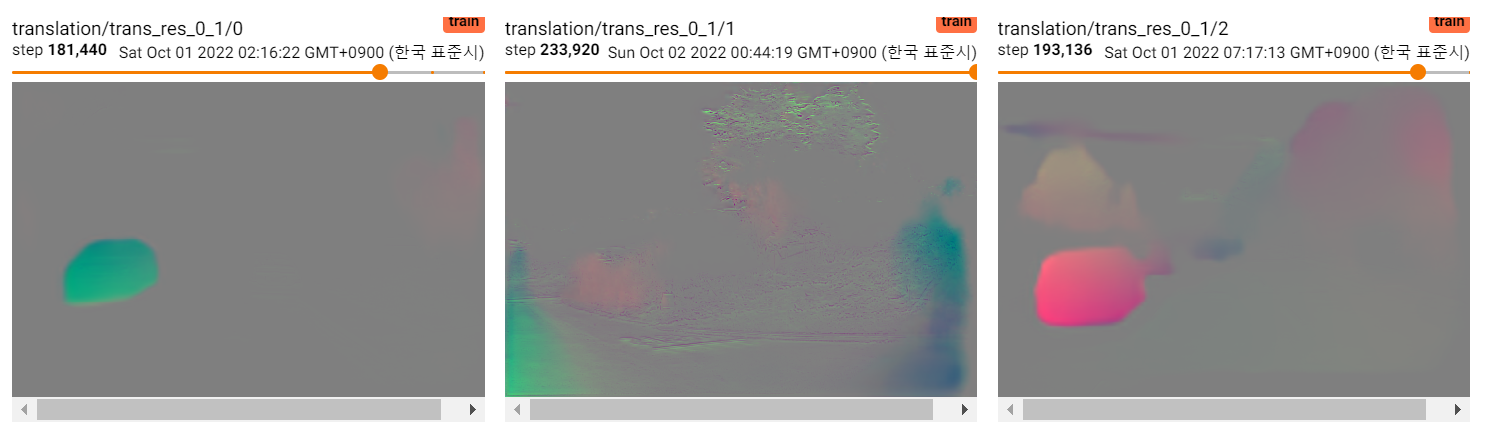 translation/trans_res_0_1/0
train
step 181,440 Sat Oct 01 2022 02:16:22 GMT+0900 (한국 표준시)
translation/trans_res_0_1/1
train
step 233,920 Sun Oct 02 2022 00:44:19 GMT+0900 (한국 표준시)
translation/trans_res_0_1/2
train
step 193,136 Sat Oct 01 2022 07:17:13 GMT+0900 (한국 표준시)